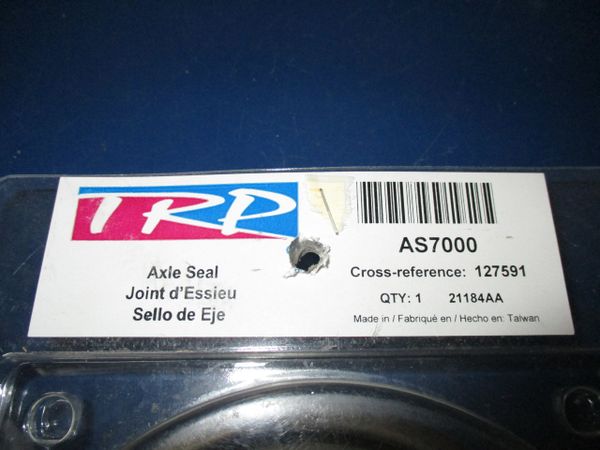 TRP
Axle Seal
Joint d'Essieu
Sello de Eje
AS7000
Cross-reference: 127591
QTY: 1 21184AA
Made in / Fabriqué en / Hecho en: Taiwan